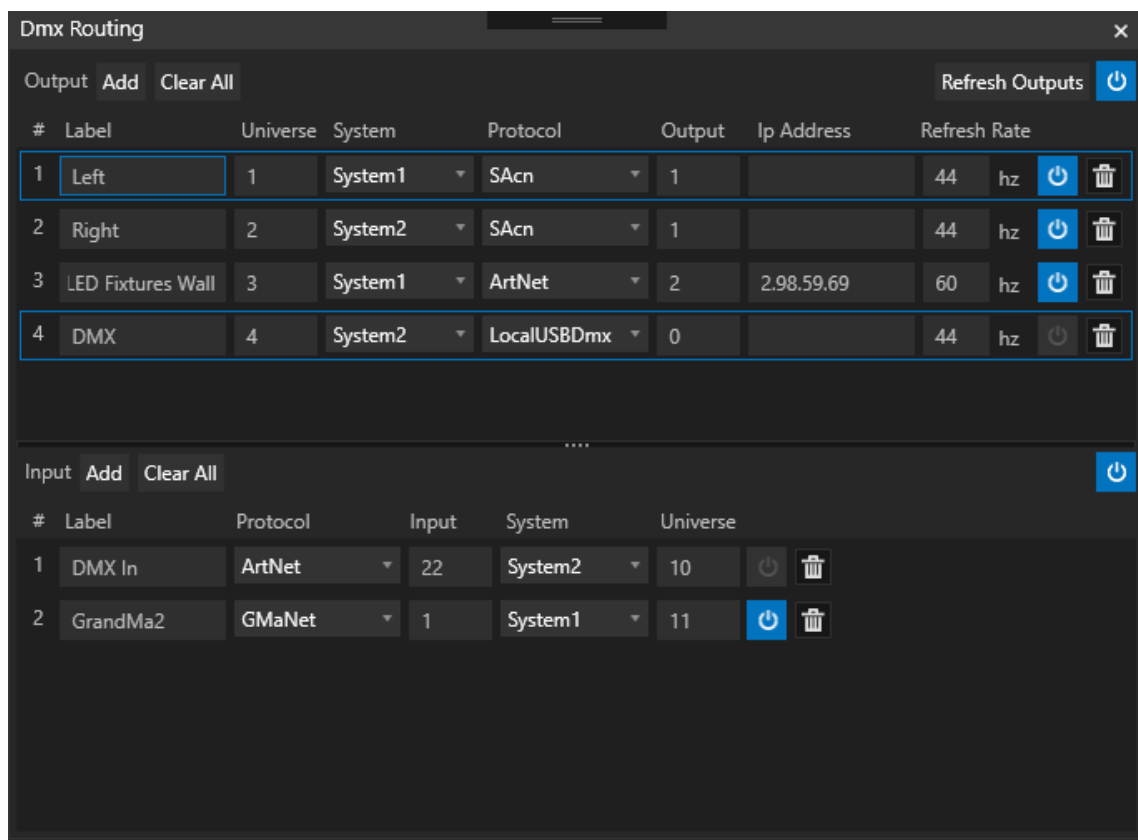 Dmx Routing
Output Add Clear All Refresh Outputs
# Label Universe System Protocol Output Ip Address Refresh Rate
1 Left 1 System1 SAcn 1 44 hz
2 Right 2 System2 SAcn 1 44 hz
3 LED Fixtures Wall 3 System1 ArtNet 2 2.98.59.69 60 hz
4 DMX 4 System2 LocalUSBDmx 0 44 hz
Input Add Clear All
# Label Protocol Input System Universe
1 DMX In ArtNet 22 System2 10
2 GrandMa2 GMaNet 1 System1 11